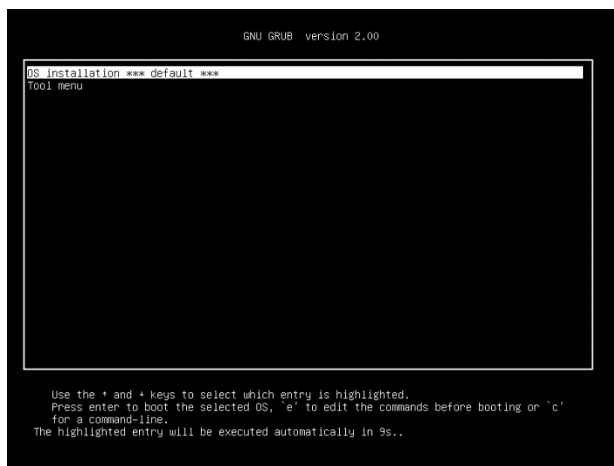 GNU GRUB version 2.00
OS installation *** default ***
Tool menu
Use the ↑ and ↓ keys to select which entry is highlighted.
Press enter to boot the selected OS, `e' to edit the commands before booting or `c'
for a command-line.
The highlighted entry will be executed automatically in 9s..